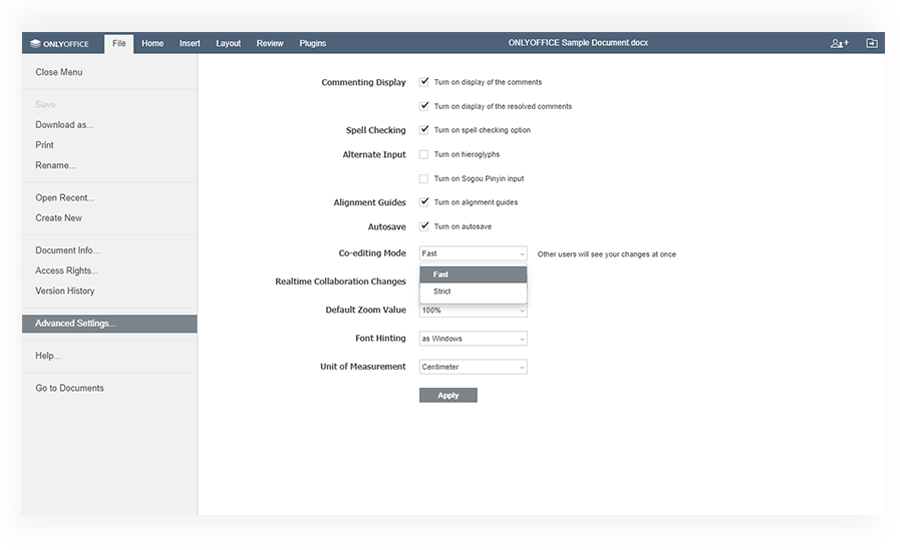 ONLYOFFICE File Home Insert Layout Review Plugins ONLYOFFICE Sample Document.docx
Close Menu
Save
Download as...
Print
Rename...
Open Recent...
Create New
Document Info...
Access Rights...
Version History
Advanced Settings...
Help...
Go to Documents
Commenting Display Turn on display of the comments
Turn on display of the resolved comments
Spell Checking Turn on spell checking option
Alternate Input Turn on hieroglyphs
Turn on Sogou Pinyin input
Alignment Guides Turn on alignment guides
Autosave Turn on autosave
Co-editing Mode Fast Other users will see your changes at once
Fast
Realtime Collaboration Changes
Strict
Default Zoom Value 100%
Font Hinting as Windows
Unit of Measurement Centimeter
Apply